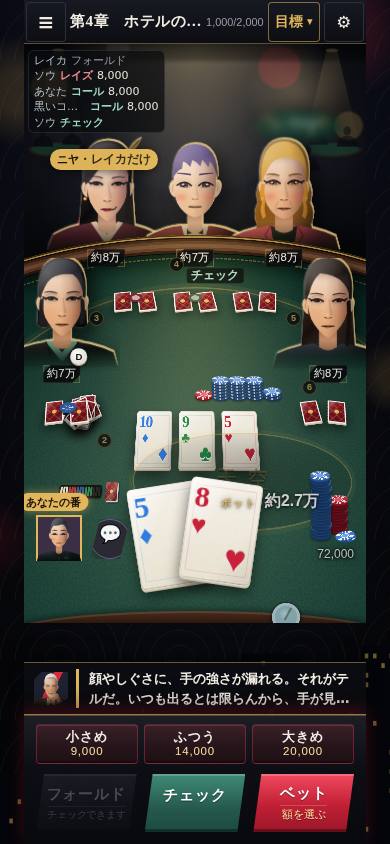 第4章 ホテルの… 1,000/2,000 目標▼
レイカ フォールド
ソウ レイズ 8,000
あなた コール 8,000
黒いコ… コール 8,000
ソウ チェック
ニヤ・レイカだけ
約8万 約7万 約8万
4 チェック
3 5
D
約7万 約8万
6
2
10 9 5
あなたの番
5 8 ポット 約2.7万
72,000
顔やしぐさに、手の強さが漏れる。それがテ
ルだ。いつも出るとは限らんから、手が見…
小さめ ふつう 大きめ
9,000 14,000 20,000
フォールド チェック ベット
チェックできます 額を選ぶ